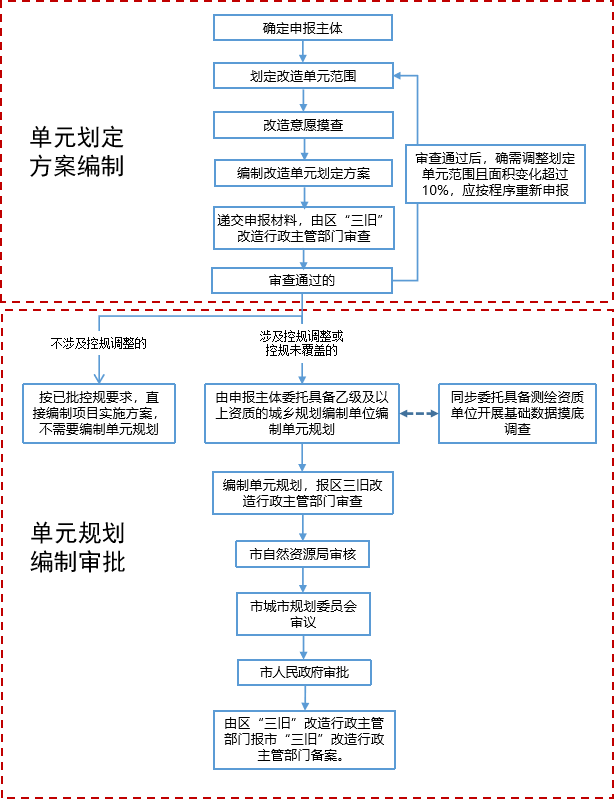 确定申报主体
划定改造单元范围
改造意愿摸查
单元划定
方案编制
编制改造单元划定方案
审查通过后，确需调整划定
单元范围且面积变化超过
10%，应按程序重新申报
递交申报材料，由区“三旧”
改造行政主管部门审查
审查通过的
不涉及控规调整的
涉及控规调整或
控规未覆盖的
按已批控规要求，直
接编制项目实施方案，
不需要编制单元规划
由申报主体委托具备乙级及以
上资质的城乡规划编制单位编
制单元规划
同步委托具备测绘资质
单位开展基础数据摸底
调查
编制单元规划，报区三旧改
造行政主管部门审查
单元规划
编制审批
市自然资源局审核
市城市规划委员会
审议
市人民政府审批
由区“三旧”改造行政主管
部门报市“三旧”改造行政
主管部门备案。